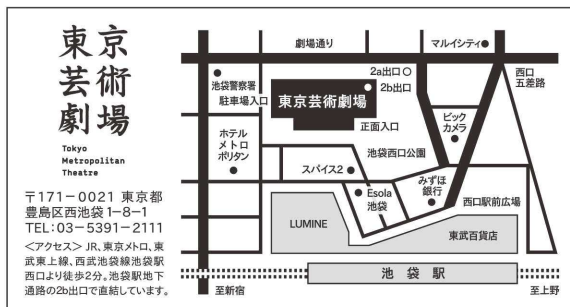 東京
芸術
劇場
Tokyo
Metropolitan
Theatre
〒171-0021 東京都
豊島区西池袋1-8-1
TEL:03-5391-2111
＜アクセス＞JR、東京メトロ、東
武東上線、西武池袋線池袋駅
西口より徒歩2分。池袋駅地下
通路の2b出口で直結しています。
劇場通り
マルイシティ
西口
五差路
2a出口
2b出口
池袋警察署
駐車場入口
東京芸術劇場
正面入口
ビック
カメラ
ホテル
メトロ
ポリタン
池袋西口公園
スパイス2
みずほ
銀行
Esola
池袋
西口駅前広場
LUMINE
東武百貨店
池袋駅
至新宿
至上野